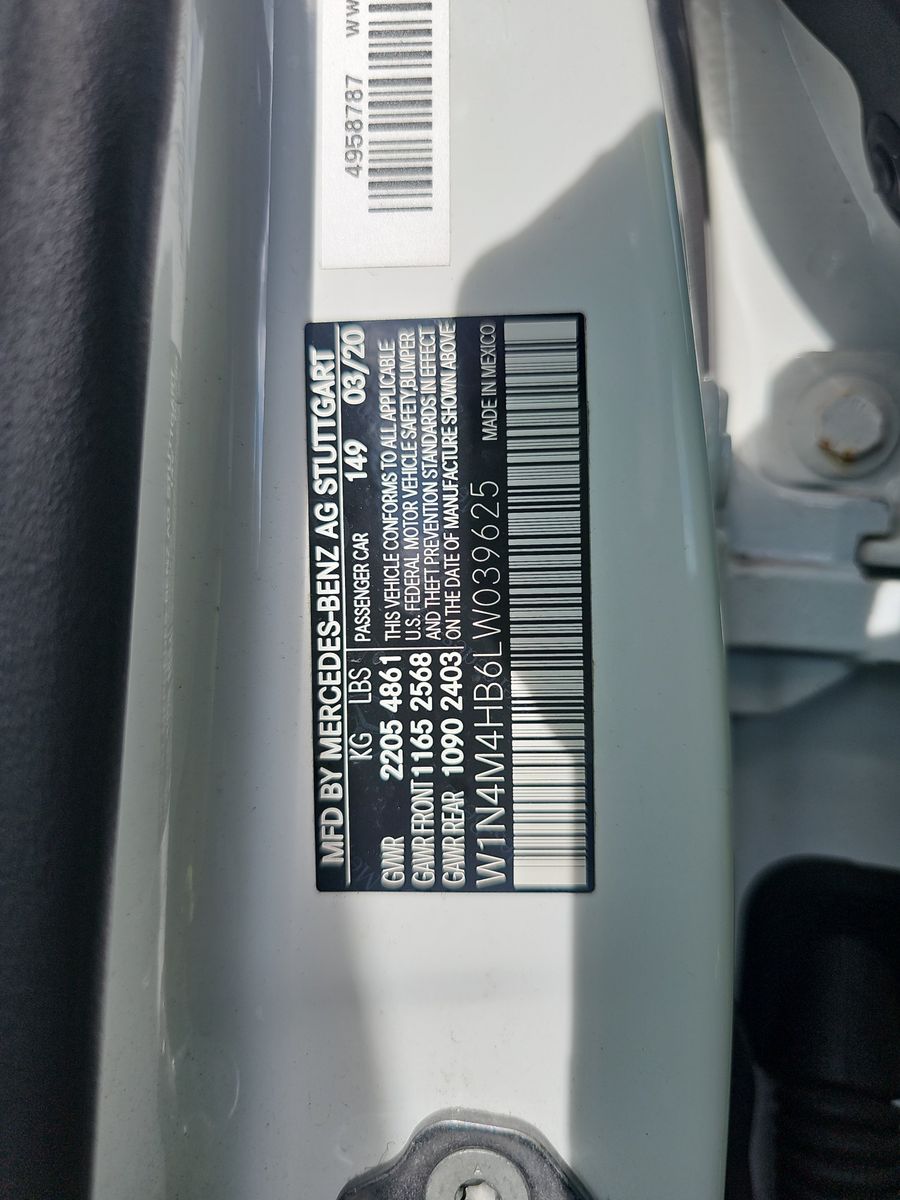 4958787
MFD BY MERCEDES-BENZ AG STUTTGART
KG LBS PASSENGER CAR 149 03/20
GWR 2205 4861 THIS VEHICLE CONFORMS TO ALL APPLICABLE
U.S. FEDERAL MOTOR VEHICLE SAFETY, BUMPER
GAWR FRONT 1165 2568 AND THEFT PREVENTION STANDARDS IN EFFECT
GAWR REAR 1090 2403 ON THE DATE OF MANUFACTURE SHOWN ABOVE
W1N4M4HB6LW039625 MADE IN MEXICO